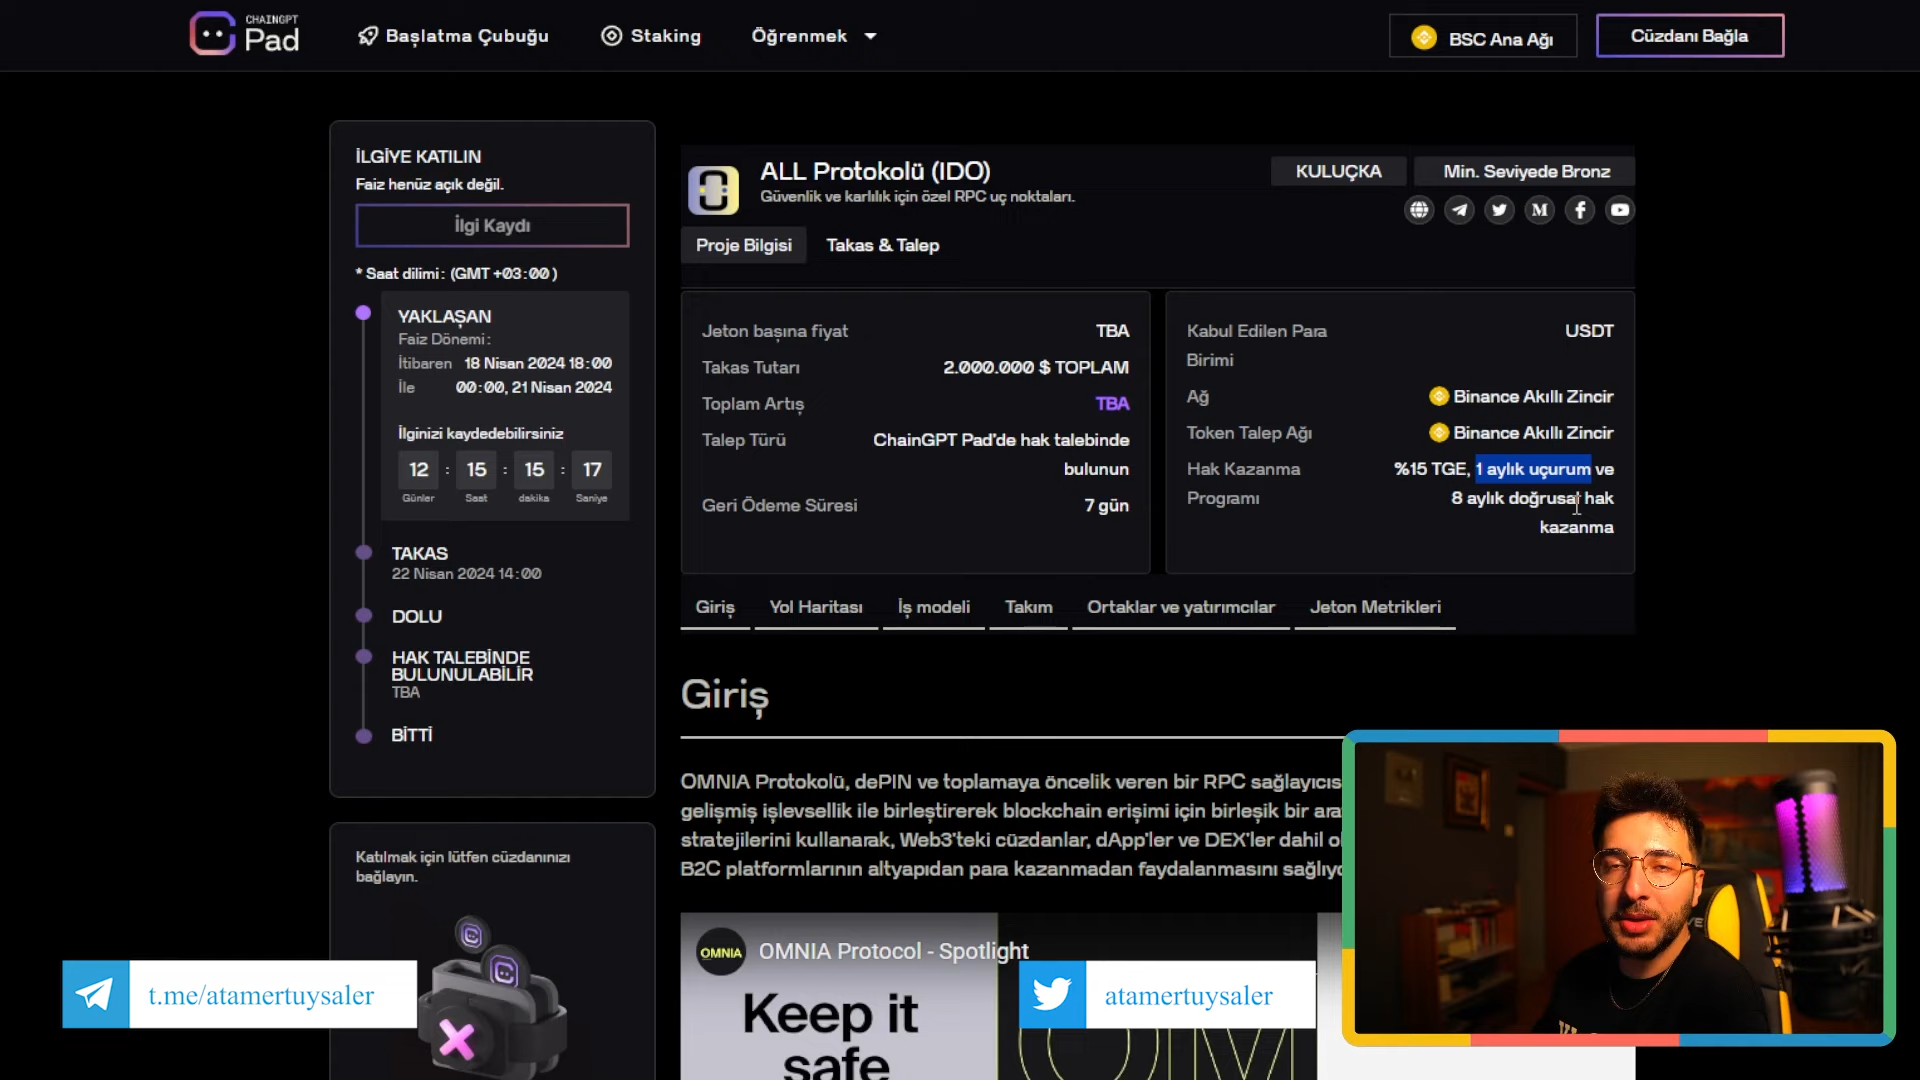 CHAINGPT
Pad
Başlatma Çubuğu
Staking
Öğrenmek
BSC Ana Ağı
Cüzdanı Bağla
İLGİYE KATILIN
Faiz henüz açık değil.
İlgi Kaydı
* Saat dilimi: (GMT +03:00 )
YAKLAŞAN
Faiz Dönemi:
İtibaren 18 Nisan 2024 18:00
İle 00:00, 21 Nisan 2024
İlginizi kaydedebilirsiniz
12 : 15 : 15 : 17
Günler Saat dakika Saniye
TAKAS
22 Nisan 2024 14:00
DOLU
HAK TALEBİNDE
BULUNULABİLİR
TBA
BİTTİ
Katılmak için lütfen cüzdanınızı
bağlayın.
ALL Protokolü (IDO)
Güvenlik ve karlılık için özel RPC uç noktaları.
KULUÇKA
Min. Seviyede Bronz
Proje Bilgisi
Takas & Talep
Jeton başına fiyat TBA
Takas Tutarı 2.000.000 $ TOPLAM
Toplam Artış TBA
Talep Türü ChainGPT Pad'de hak talebinde
bulunun
Geri Ödeme Süresi 7 gün
Kabul Edilen Para USDT
Birimi
Ağ Binance Akıllı Zincir
Token Talep Ağı Binance Akıllı Zincir
Hak Kazanma %15 TGE, 1 aylık uçurum ve
Programı 8 aylık doğrusal hak
kazanma
Giriş
Yol Haritası
İş modeli
Takım
Ortaklar ve yatırımcılar
Jeton Metrikleri
Giriş
OMNIA Protokolü, dePIN ve toplamaya öncelik veren bir RPC
gelişmiş işlevsellik ile birleştirerek blockchain erişimi için birleşik bir
stratejilerini kullanarak, Web3'teki cüzdanlar, dApp'ler ve DEX'ler dahil
B2C platformlarının altyapıdan para kazanmadan faydalanmasını
OMNIA
OMNIA Protocol - Spotlight
Keep it
safe
OM
t.me/atamertuysaler
atamertuysaler